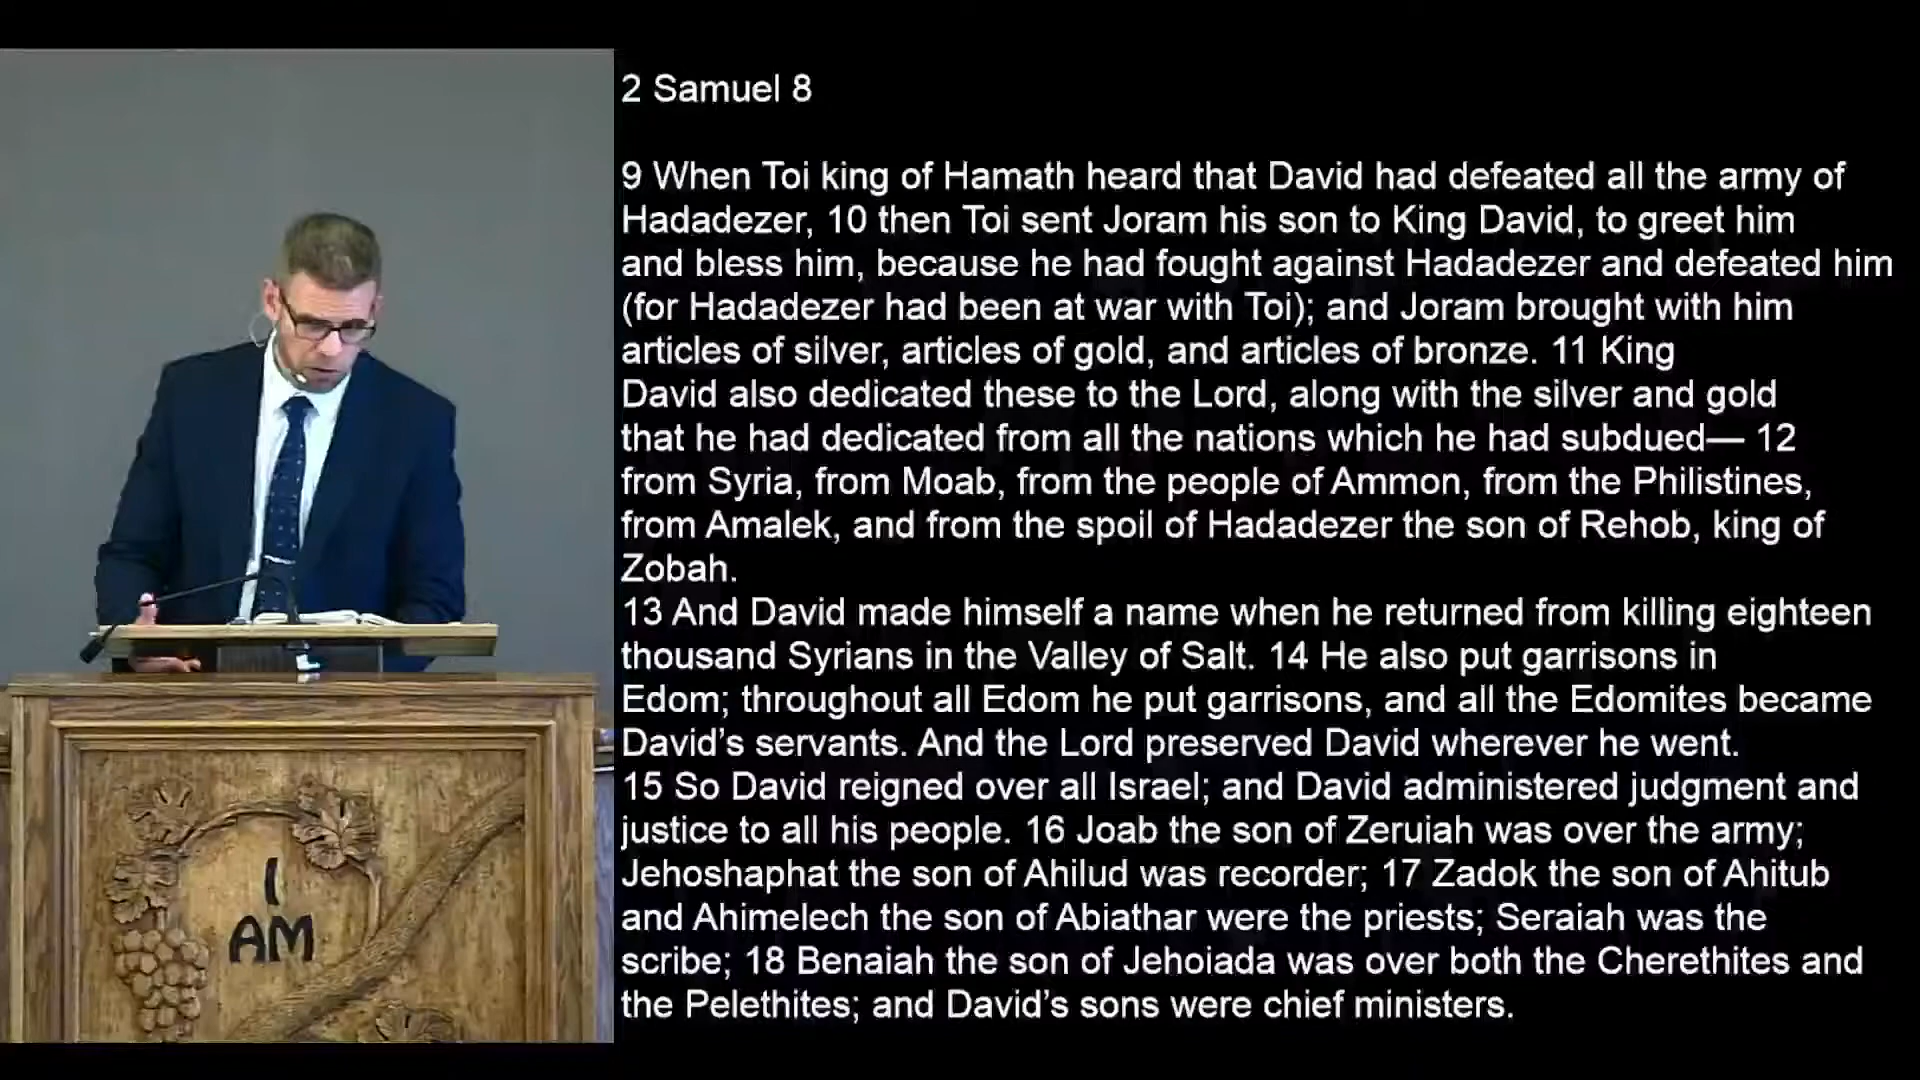 2 Samuel 8
9 When Toi king of Hamath heard that David had defeated all the army of
Hadadezer, 10 then Toi sent Joram his son to King David, to greet him
and bless him, because he had fought against Hadadezer and defeated him
(for Hadadezer had been at war with Toi); and Joram brought with him
articles of silver, articles of gold, and articles of bronze. 11 King
David also dedicated these to the Lord, along with the silver and gold
that he had dedicated from all the nations which he had subdued— 12
from Syria, from Moab, from the people of Ammon, from the Philistines,
from Amalek, and from the spoil of Hadadezer the son of Rehob, king of
Zobah.
13 And David made himself a name when he returned from killing eighteen
thousand Syrians in the Valley of Salt. 14 He also put garrisons in
Edom; throughout all Edom he put garrisons, and all the Edomites became
David’s servants. And the Lord preserved David wherever he went.
15 So David reigned over all Israel; and David administered judgment and
justice to all his people. 16 Joab the son of Zeruiah was over the army;
Jehoshaphat the son of Ahilud was recorder; 17 Zadok the son of Ahitub
and Ahimelech the son of Abiathar were the priests; Seraiah was the
scribe; 18 Benaiah the son of Jehoiada was over both the Cherethites and
the Pelethites; and David’s sons were chief ministers.
I
AM